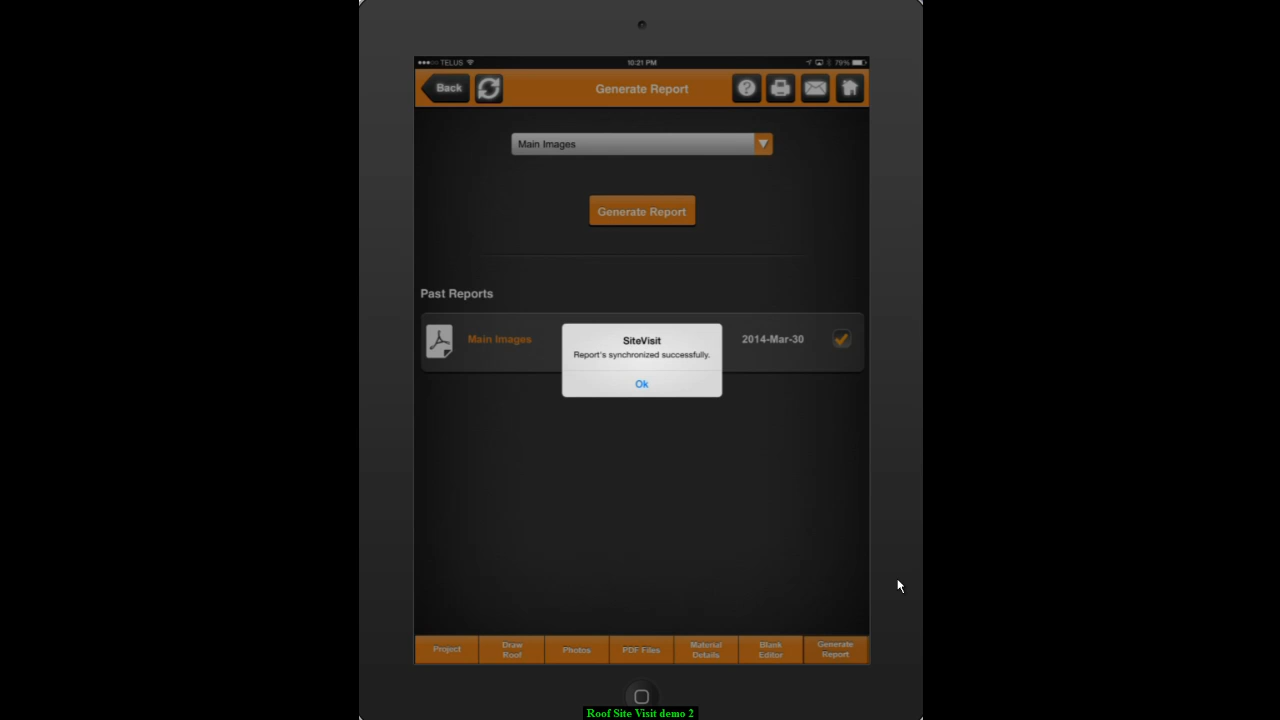 TELUS
10:21 PM
79%
Back
Generate Report
Main Images
Generate Report
Past Reports
Main Images
2014-Mar-30
SiteVisit
Report's synchronized successfully.
Ok
Project
Draw
Roof
Photos
PDF Files
Material
Details
Blank
Editor
Generate
Report
Roof Site Visit demo 2